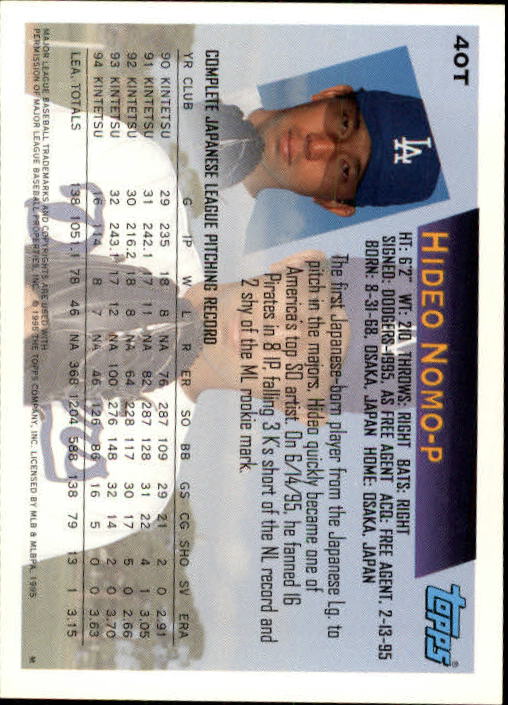 40T
topps
HIDEO NOMO-P
HT: 6'2" WT: 210 THROWS: RIGHT BATS: RIGHT
SIGNED: DODGERS-1995, AS FREE AGENT ACQ: FREE AGENT, 2-13-95
BORN: 8-31-68, OSAKA, JAPAN HOME: OSAKA, JAPAN
LA
The first Japanese-born player from the Japanese Lg. to
pitch in the majors, Hideo quickly became one of
America's top SO artist. On 6/14/95, he fanned 16
Pirates in 8 IP, falling 3 K's short of the NL record and
2 shy of the ML rookie mark.
COMPLETE JAPANESE LEAGUE PITCHING RECORD
YR CLUB G IP W L R ER SO BB GS CG SHO SV ERA
90 KINTETSU 29 235 18 8 NA 76 287 109 29 21 2 0 2.91
91 KINTETSU 31 242.1 17 11 NA 82 287 128 31 22 4 1 3.05
92 KINTETSU 30 216.2 18 8 NA 64 228 117 30 17 5 0 2.66
93 KINTETSU 32 243.1 17 12 NA 100 276 148 32 14 2 0 3.70
94 KINTETSU 16 114 8 7 NA 46 126 86 16 5 0 0 3.63
LEA. TOTALS 138 1051.1 78 46 NA 368 1204 588 138 79 13 1 3.15
MAJOR LEAGUE BASEBALL TRADEMARKS AND COPYRIGHTS ARE USED WITH
PERMISSION OF MAJOR LEAGUE BASEBALL PROPERTIES, INC. © 1995 THE TOPPS COMPANY, INC. LICENSED BY MLB & MLBPA, 1995 M